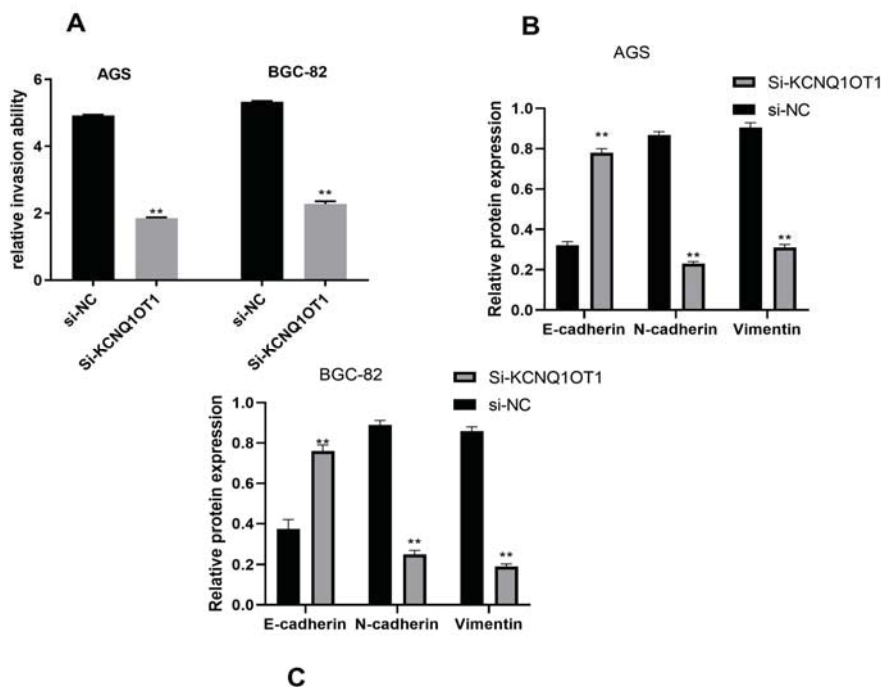 A
AGS BGC-82
relative invasion ability
6
4
2
0
**
**
si-NC
Si-KCNQ1OT1
si-NC
Si-KCNQ1OT1
B
AGS
Si-KCNQ1OT1
si-NC
Relative protein expression
1.0
0.8
0.6
0.4
0.2
0.0
**
**
**
E-cadherin N-cadherin Vimentin
BGC-82
Si-KCNQ1OT1
si-NC
Relative protein expression
1.0
0.8
0.6
0.4
0.2
0.0
**
**
**
E-cadherin N-cadherin Vimentin
C